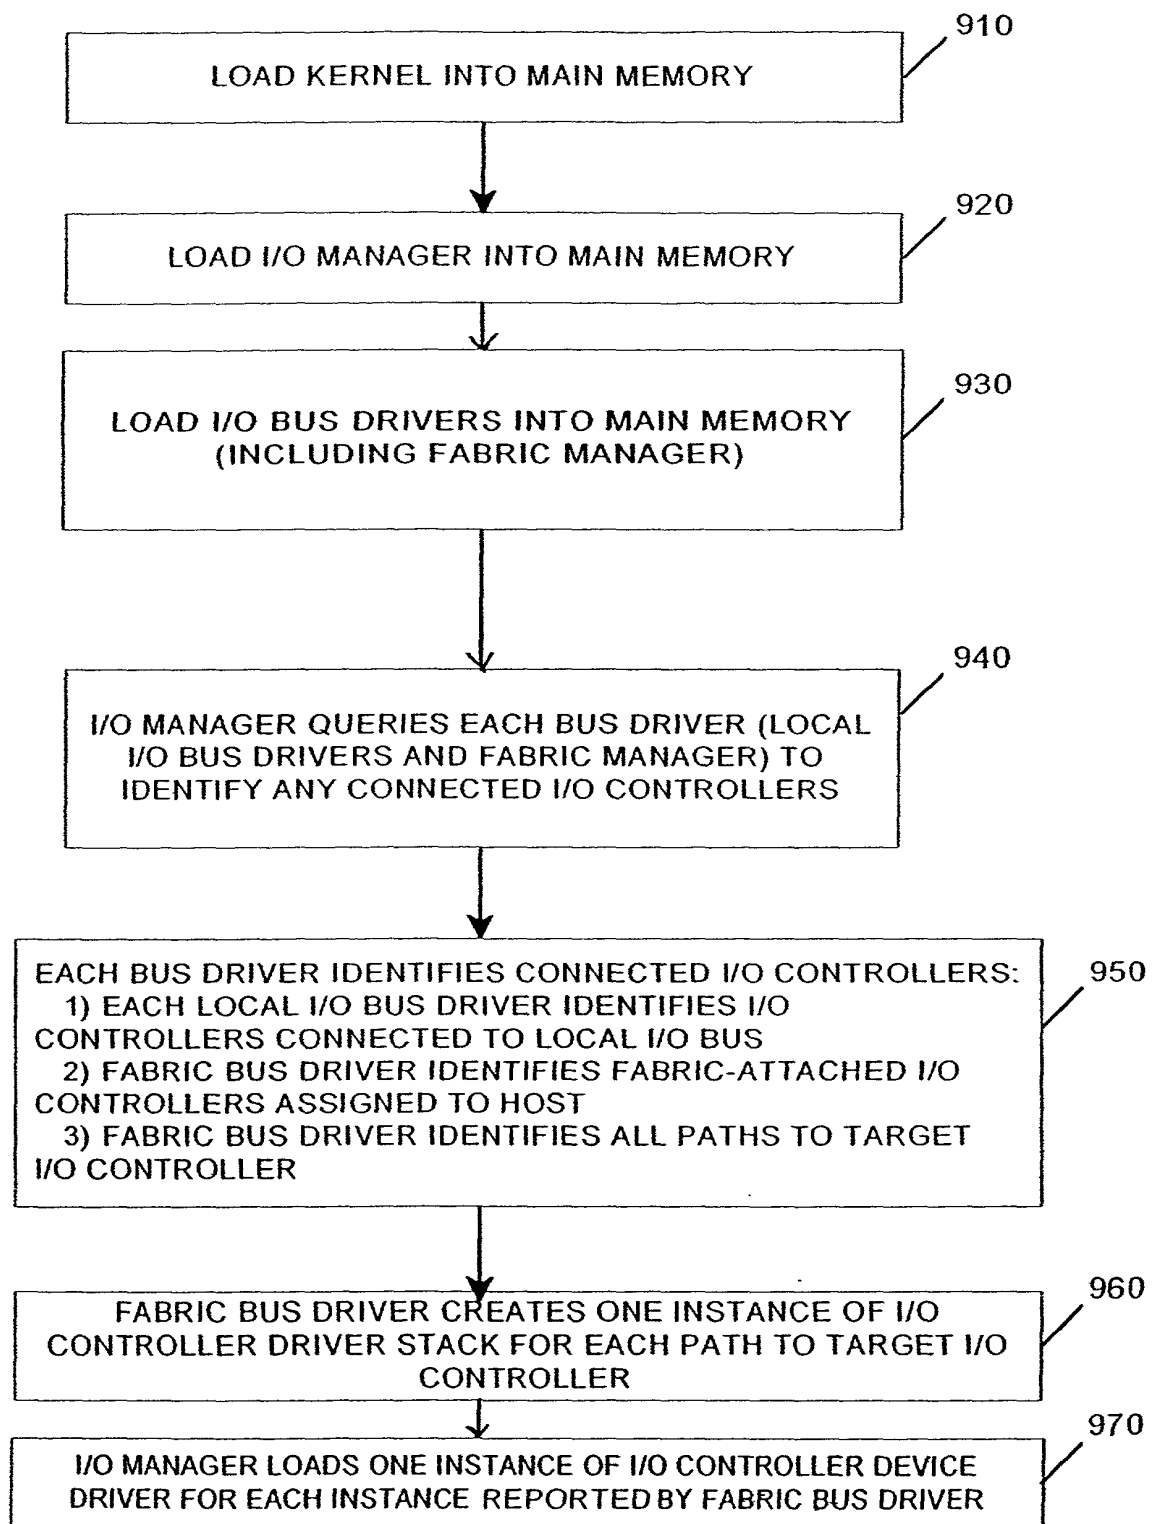 910
LOAD KERNEL INTO MAIN MEMORY
920
LOAD I/O MANAGER INTO MAIN MEMORY
930
LOAD I/O BUS DRIVERS INTO MAIN MEMORY
(INCLUDING FABRIC MANAGER)
940
I/O MANAGER QUERIES EACH BUS DRIVER (LOCAL
I/O BUS DRIVERS AND FABRIC MANAGER) TO
IDENTIFY ANY CONNECTED I/O CONTROLLERS
950
EACH BUS DRIVER IDENTIFIES CONNECTED I/O CONTROLLERS:
1) EACH LOCAL I/O BUS DRIVER IDENTIFIES I/O
CONTROLLERS CONNECTED TO LOCAL I/O BUS
2) FABRIC BUS DRIVER IDENTIFIES FABRIC-ATTACHED I/O
CONTROLLERS ASSIGNED TO HOST
3) FABRIC BUS DRIVER IDENTIFIES ALL PATHS TO TARGET
I/O CONTROLLER
960
FABRIC BUS DRIVER CREATES ONE INSTANCE OF I/O
CONTROLLER DRIVER STACK FOR EACH PATH TO TARGET I/O
CONTROLLER
970
I/O MANAGER LOADS ONE INSTANCE OF I/O CONTROLLER DEVICE
DRIVER FOR EACH INSTANCE REPORTED BY FABRIC BUS DRIVER